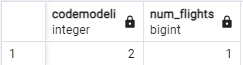 codemodeli num_flights
integer bigint
1 2 1